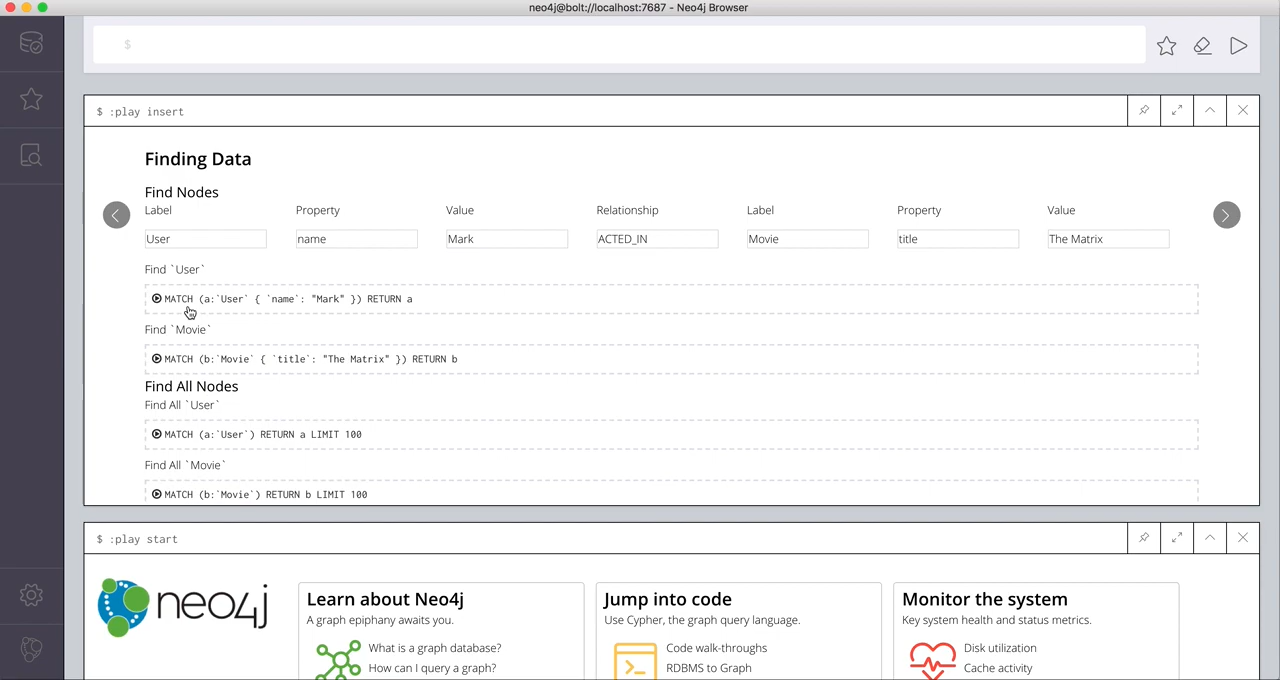 neo4j@bolt://localhost:7687 - Neo4j Browser
$
$ :play insert
Finding Data
Find Nodes
Label Property Value Relationship Label Property Value
User name Mark ACTED_IN Movie title The Matrix
Find `User`
MATCH (a:`User` { `name`: "Mark" }) RETURN a
Find `Movie`
MATCH (b:`Movie` { `title`: "The Matrix" }) RETURN b
Find All Nodes
Find All `User`
MATCH (a:`User`) RETURN a LIMIT 100
Find All `Movie`
MATCH (b:`Movie`) RETURN b LIMIT 100
$ :play start
neo4j
Learn about Neo4j
A graph epiphany awaits you.
What is a graph database?
How can I query a graph?
Jump into code
Use Cypher, the graph query language.
Code walk-throughs
RDBMS to Graph
Monitor the system
Key system health and status metrics.
Disk utilization
Cache activity